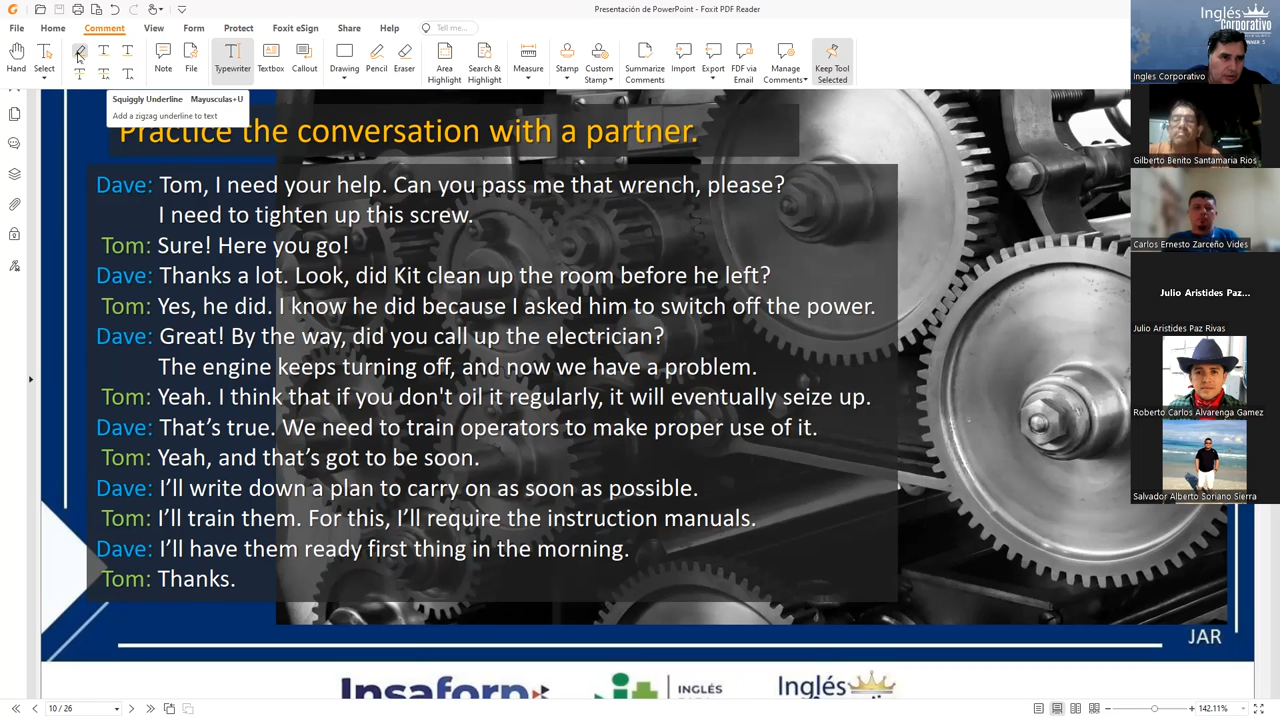 Presentación de PowerPoint - Foxit PDF Reader
File Home Comment View Form Protect Foxit eSign Share Help Tell me...
Hand Select Note File Typewriter Textbox Callout Drawing Pencil Eraser Area Highlight Search & Highlight Measure Stamp Custom Stamp Summarize Comments Import Export FDF via Email Manage Comments Keep Tool Selected
Squiggly Underline Mayusculas+U
Add a zigzag underline to text
Practice the conversation with a partner.
Dave: Tom, I need your help. Can you pass me that wrench, please?
I need to tighten up this screw.
Tom: Sure! Here you go!
Dave: Thanks a lot. Look, did Kit clean up the room before he left?
Tom: Yes, he did. I know he did because I asked him to switch off the power.
Dave: Great! By the way, did you call up the electrician?
The engine keeps turning off, and now we have a problem.
Tom: Yeah. I think that if you don't oil it regularly, it will eventually seize up.
Dave: That's true. We need to train operators to make proper use of it.
Tom: Yeah, and that's got to be soon.
Dave: I'll write down a plan to carry on as soon as possible.
Tom: I'll train them. For this, I'll require the instruction manuals.
Dave: I'll have them ready first thing in the morning.
Tom: Thanks.
JAR
Insaforp
INGLÉS
Inglés
10 / 26
142.11%
Inglés
Corporativo
Ingles Corporativo
Gilberto Benito Santamaria Rios
Carlos Ernesto Zarceño Vides
Julio Aristides Paz...
Julio Aristides Paz Rivas
Roberto Carlos Alvarenga Gamez
Salvador Alberto Soriano Sierra